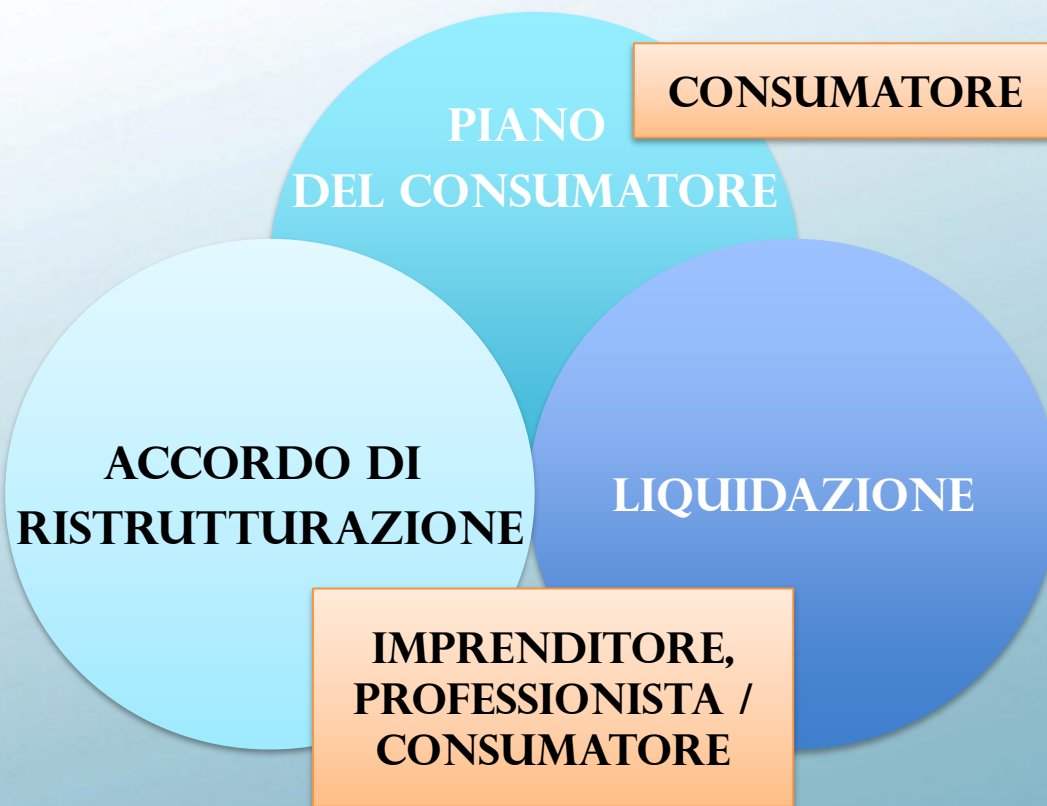 CONSUMATORE
PIANO
DEL CONSUMATORE
ACCORDO DI
RISTRUTTURAZIONE
LIQUIDAZIONE
IMPRENDITORE,
PROFESSIONISTA /
CONSUMATORE